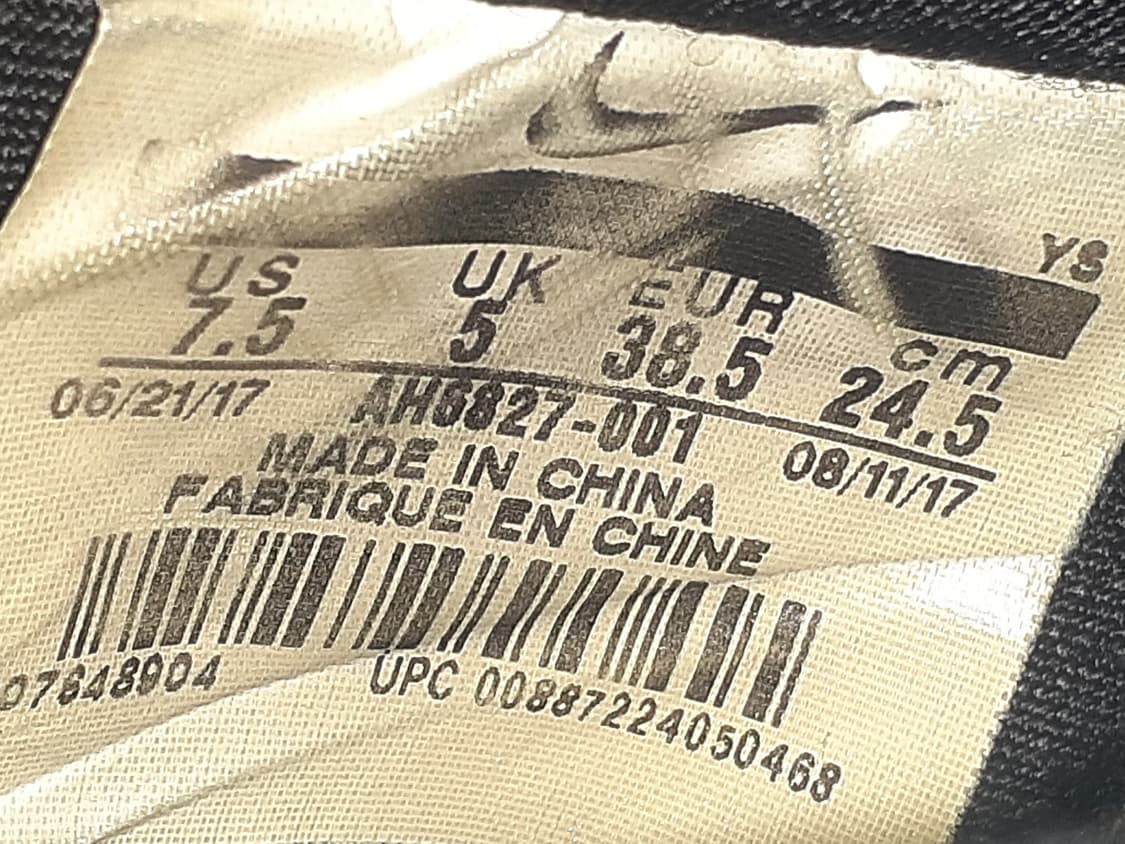 YS
US UK EUR cm
7.5 5 38.5 24.5
06/21/17 AH6827-001 08/11/17
MADE IN CHINA
FABRIQUE EN CHINE
07848904 UPC 00887224050468